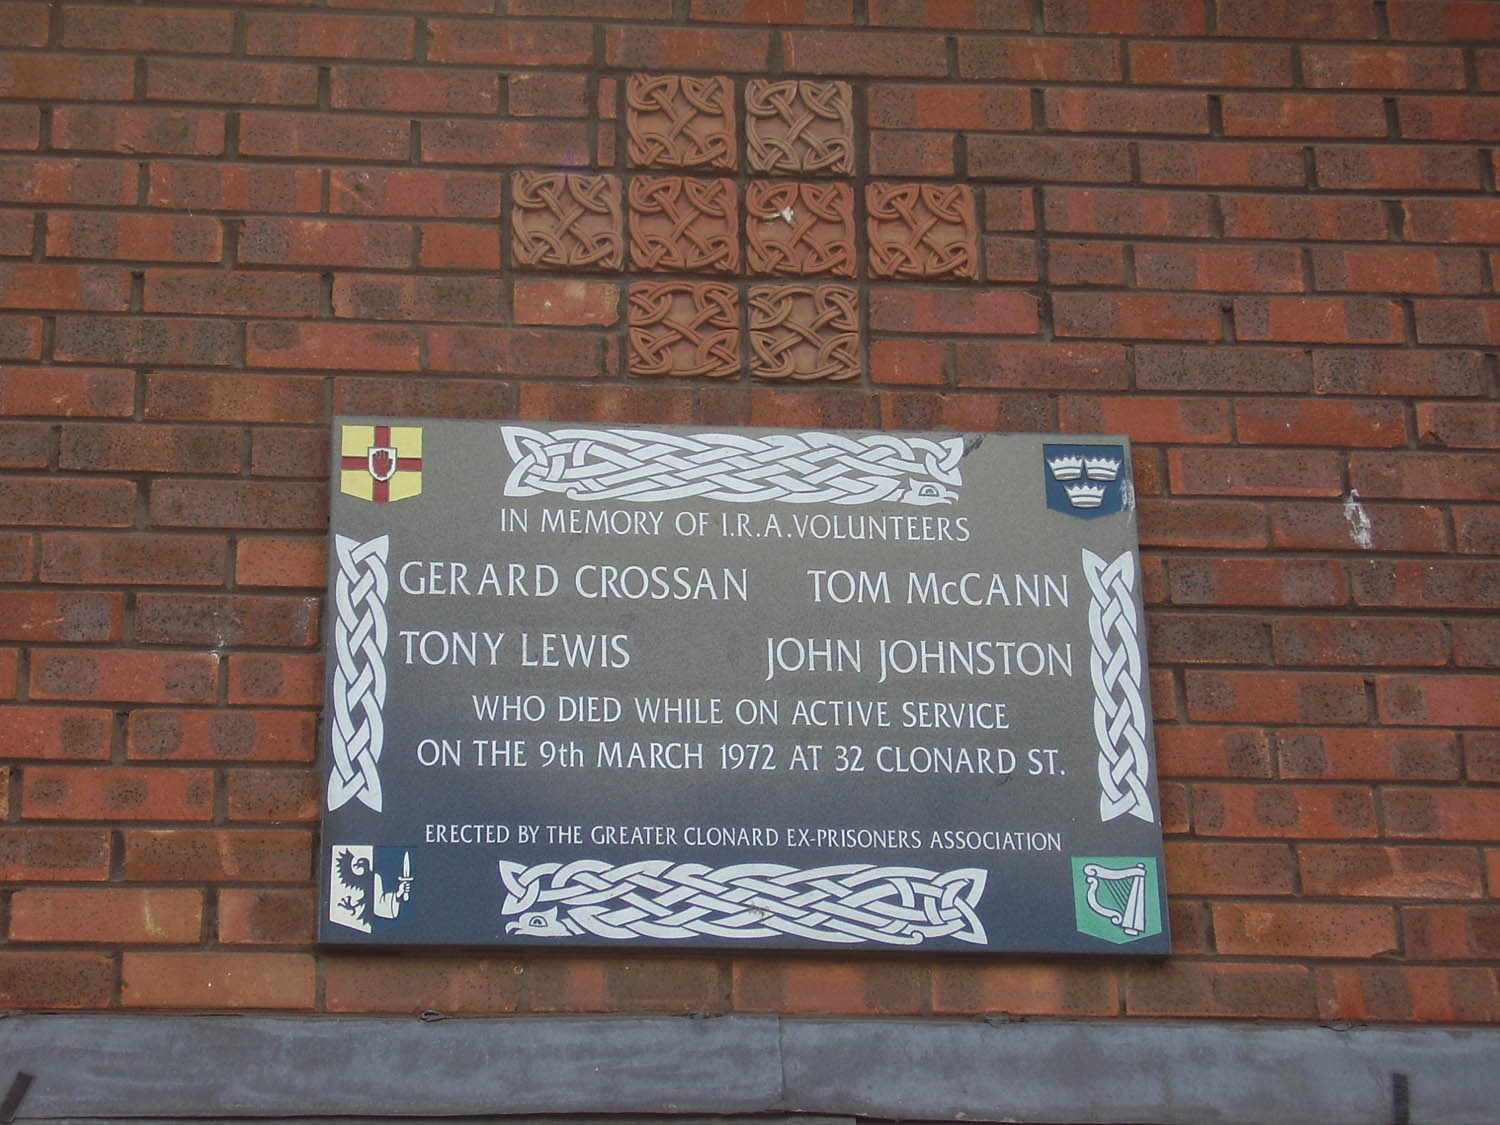 IN MEMORY OF I.R.A. VOLUNTEERS
GERARD CROSSAN TOM McCANN
TONY LEWIS JOHN JOHNSTON
WHO DIED WHILE ON ACTIVE SERVICE
ON THE 9th MARCH 1972 AT 32 CLONARD ST.
ERECTED BY THE GREATER CLONARD EX-PRISONERS ASSOCIATION